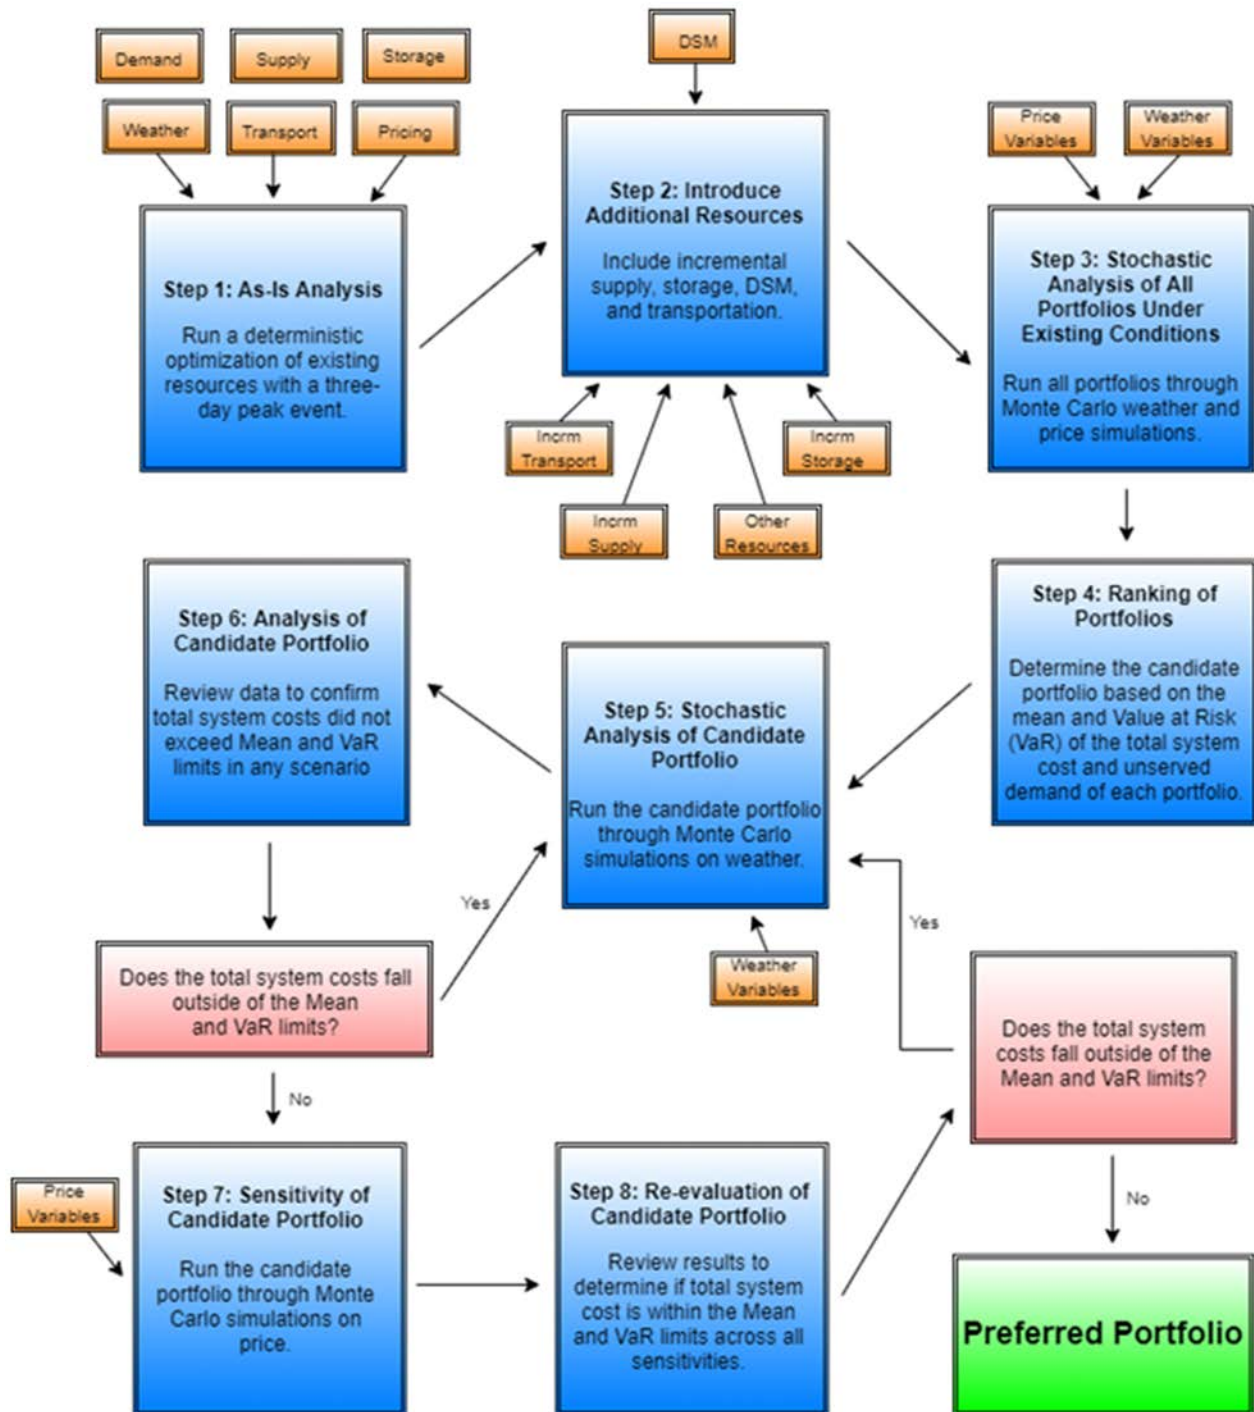 Demand
Supply
Storage
Weather
Transport
Pricing
Step 1: As-Is Analysis
Run a deterministic
optimization of existing
resources with a three-
day peak event.
DSM
Step 2: Introduce
Additional Resources
Include incremental
supply, storage, DSM,
and transportation.
Incrm
Transport
Incrm
Supply
Other
Resources
Incrm
Storage
Price
Variables
Weather
Variables
Step 3: Stochastic
Analysis of All
Portfolios Under
Existing Conditions
Run all portfolios through
Monte Carlo weather and
price simulations.
Step 4: Ranking of
Portfolios
Determine the candidate
portfolio based on the
mean and Value at Risk
(VaR) of the total system
cost and unserved
demand of each portfolio.
Step 5: Stochastic
Analysis of Candidate
Portfolio
Run the candidate portfolio
through Monte Carlo
simulations on weather.
Weather
Variables
Step 6: Analysis of
Candidate Portfolio
Review data to confirm
total system costs did not
exceed Mean and VaR
limits in any scenario
Does the total system costs fall
outside of the Mean
and VaR limits?
Yes
No
Price
Variables
Step 7: Sensitivity of
Candidate Portfolio
Run the candidate
portfolio through Monte
Carlo simulations on
price.
Step 8: Re-evaluation of
Candidate Portfolio
Review results to
determine if total system
cost is within the Mean
and VaR limits across all
sensitivities.
Does the total system
costs fall outside of the
Mean and VaR limits?
Yes
No
Preferred Portfolio